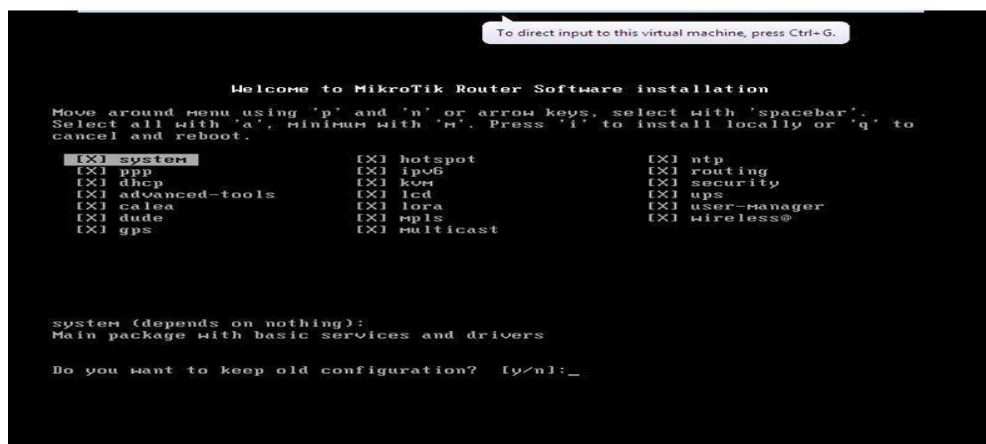 To direct input to this virtual machine, press Ctrl+G.
Welcome to MikroTik Router Software installation
Move around menu using 'p' and 'n' or arrow keys, select with 'spacebar'.
Select all with 'a', minimum with 'm'. Press 'i' to install locally or 'q' to
cancel and reboot.
[X] system [X] hotspot [X] ntp
[X] ppp [X] ipv6 [X] routing
[X] dhcp [X] kvm [X] security
[X] advanced-tools [X] lcd [X] ups
[X] calea [X] lora [X] user-manager
[X] dude [X] mpls [X] wireless@
[X] gps [X] multicast
system (depends on nothing):
Main package with basic services and drivers
Do you want to keep old configuration? [y/n]:_